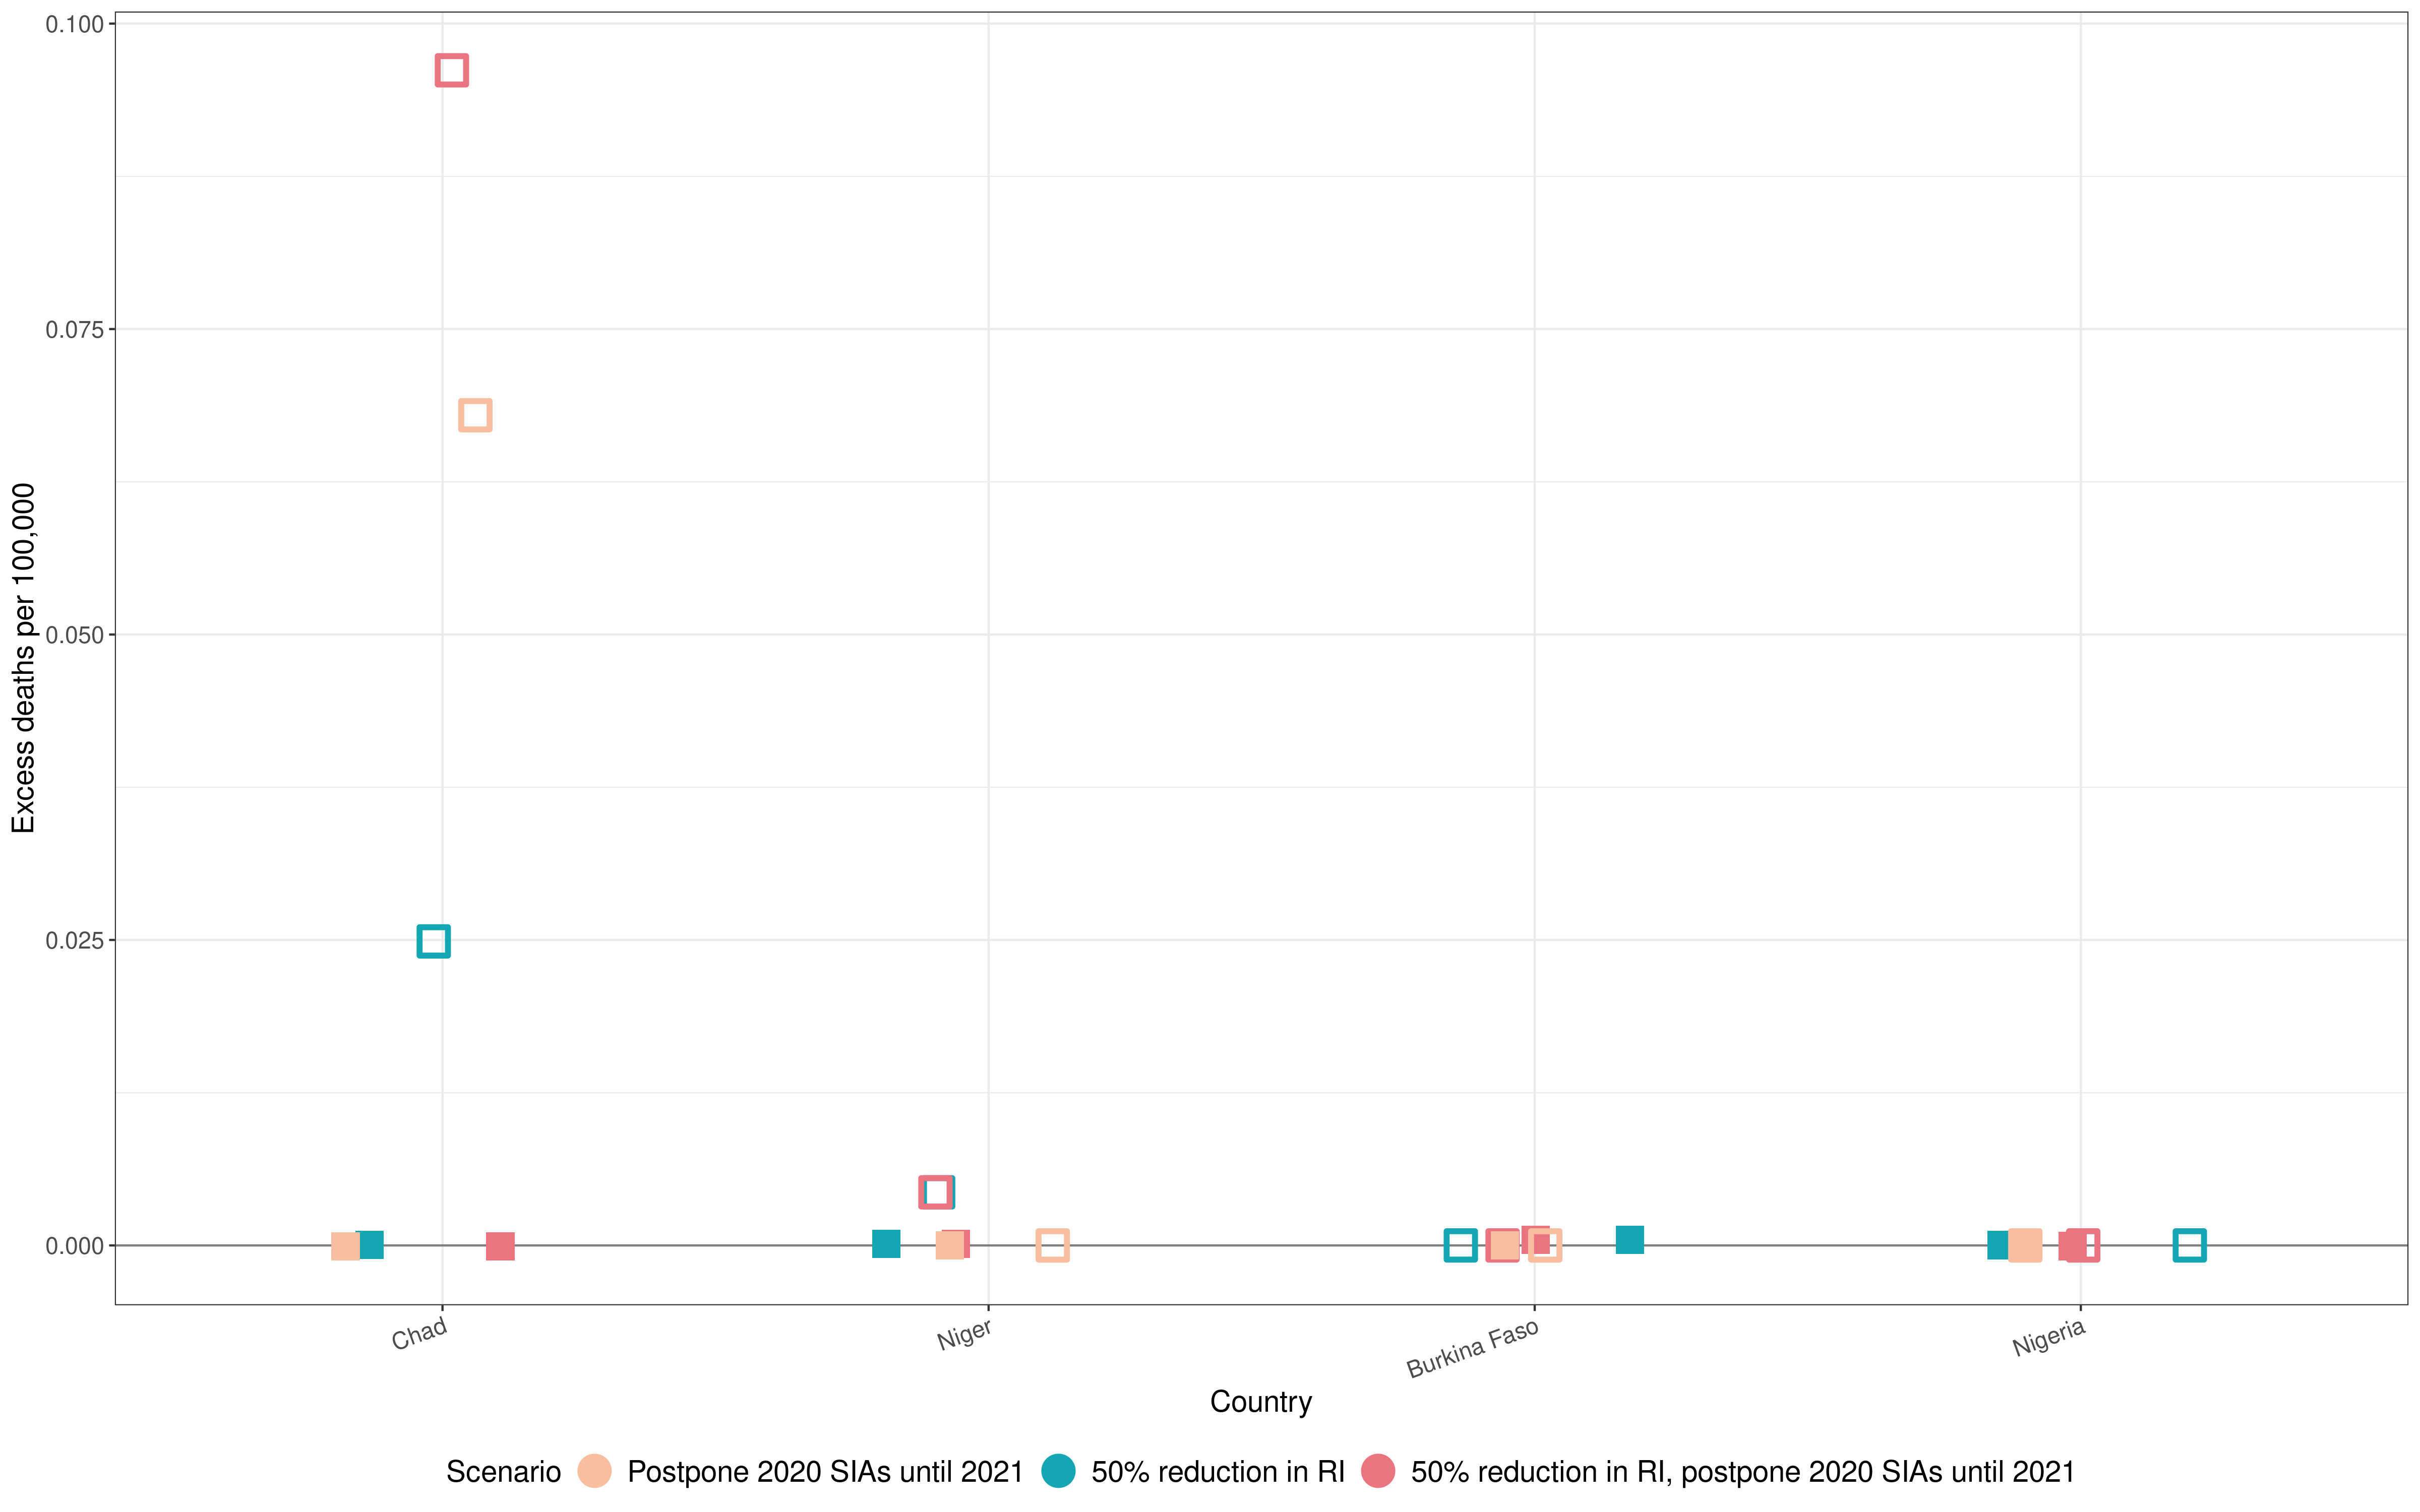 0.100
0.075
0.050
0.025
0.000
Excess deaths per 100,000
Chad
Niger
Burkina Faso
Nigeria
Country
Scenario Postpone 2020 SIAs until 2021 50% reduction in RI 50% reduction in RI, postpone 2020 SIAs until 2021